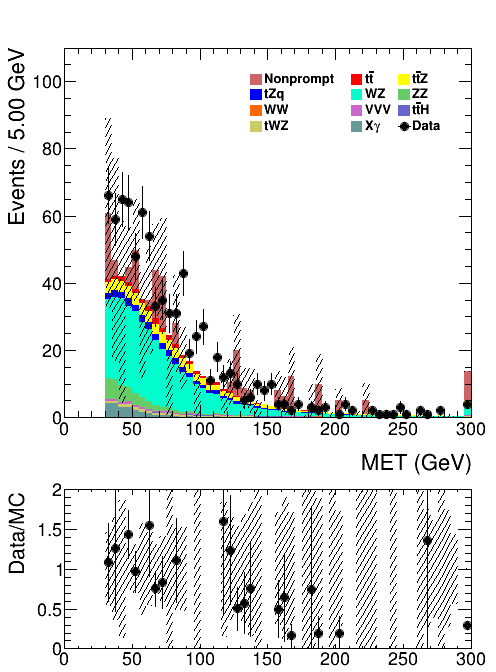 Events / 5.00 GeV
100
80
60
40
20
0
Nonprompt tt̄ tt̄Z
tZq WZ ZZ
WW VVV tt̄H
tWZ Xγ Data
0 50 100 150 200 250 300
MET (GeV)
Data/MC
2
1.5
1
0.5
0
0 50 100 150 200 250 300